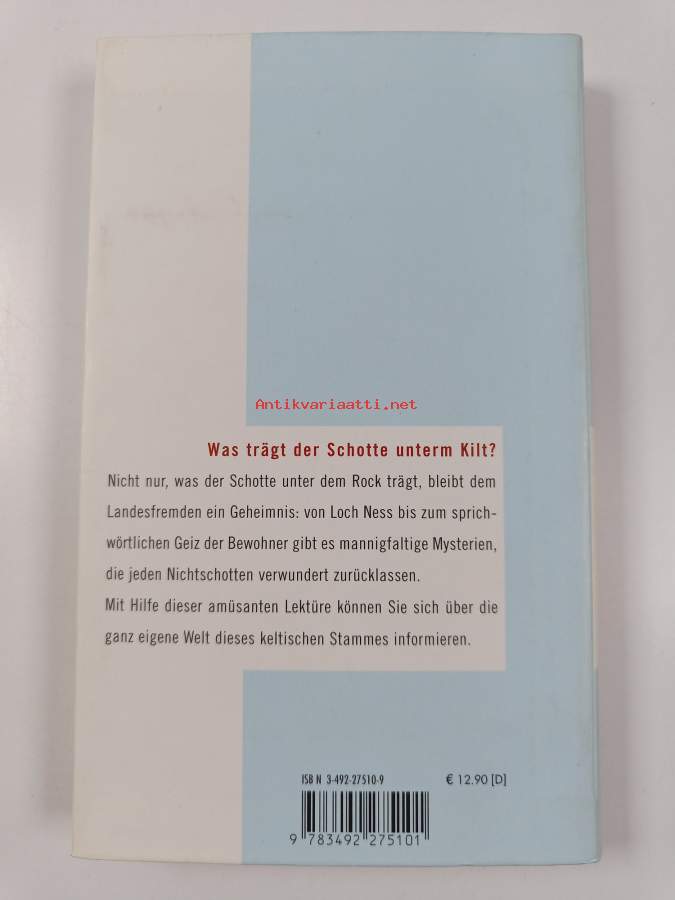 Antikvariaatti.net
Was trägt der Schotte unterm Kilt?
Nicht nur, was der Schotte unter dem Rock trägt, bleibt dem
Landesfremden ein Geheimnis: von Loch Ness bis zum sprich-
wörtlichen Geiz der Bewohner gibt es mannigfaltige Mysterien,
die jeden Nichtschotten verwundert zurücklassen.
Mit Hilfe dieser amüsanten Lektüre können Sie sich über die
ganz eigene Welt dieses keltischen Stammes informieren.
ISBN 3-492-27510-9 € 12.90 [D]
9 783492 275101